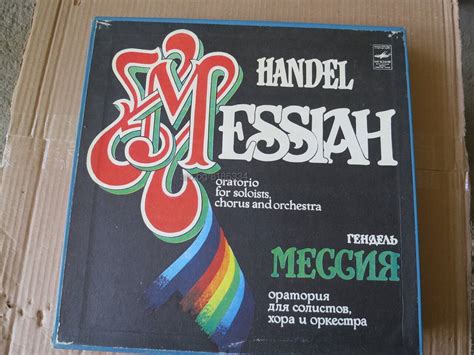 HANDEL
MESSIAH
oratorio
for soloists,
chorus and orchestra
ГЕНДЕЛЬ
МЕССИЯ
оратория
для солистов,
хора и оркестра